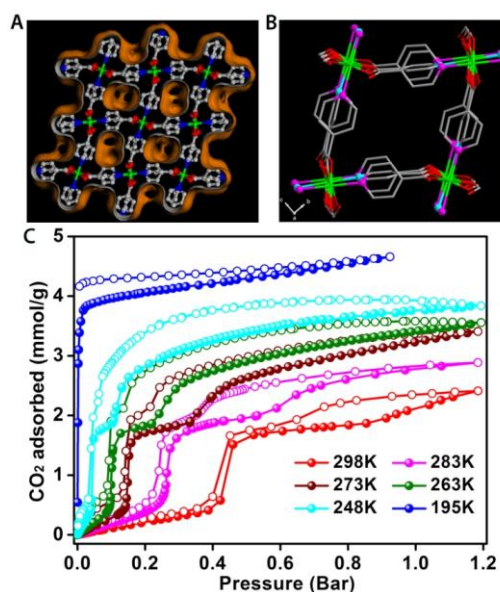 A
B
C
CO₂ adsorbed (mmol/g)
5
4
3
2
1
0
298K
283K
273K
263K
248K
195K
0.0 0.2 0.4 0.6 0.8 1.0 1.2
Pressure (Bar)